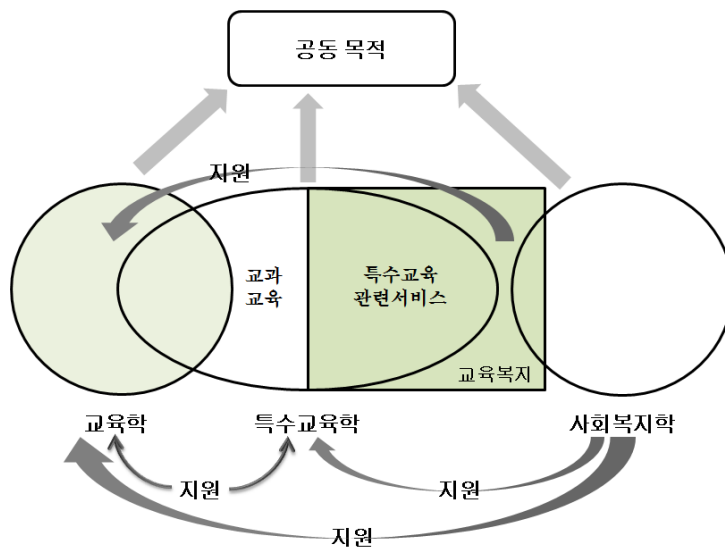 공동 목적
지원
교과
교육
특수교육
관련서비스
교육복지
교육학
특수교육학
사회복지학
지원
지원
지원